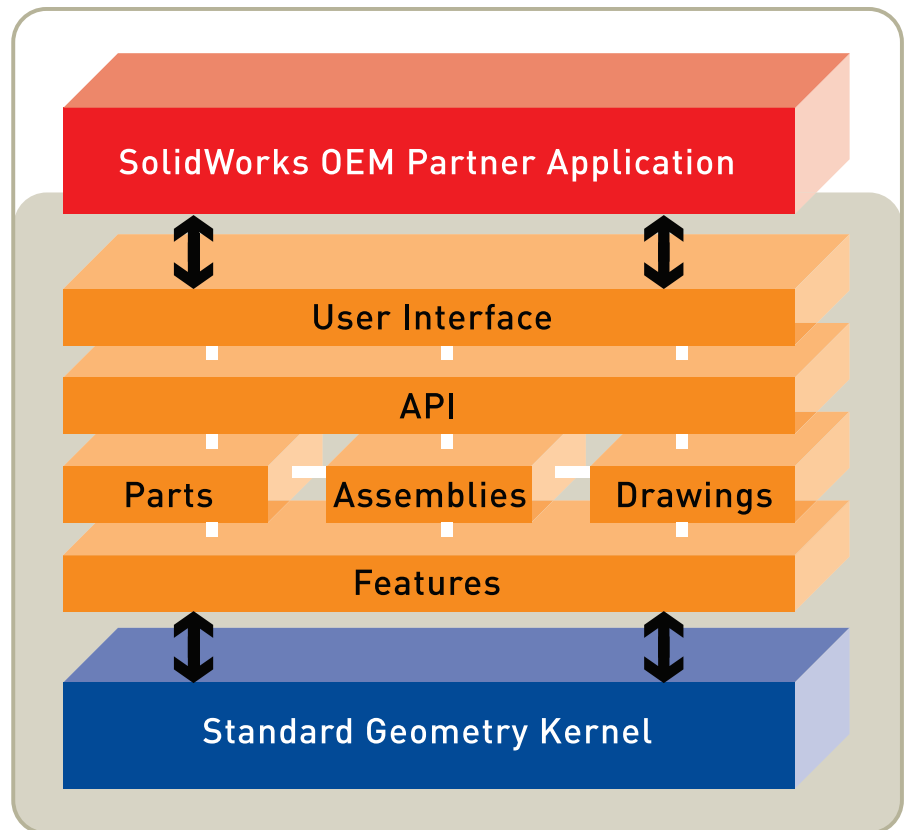 SolidWorks OEM Partner Application
User Interface
API
Parts Assemblies Drawings
Features
Standard Geometry Kernel